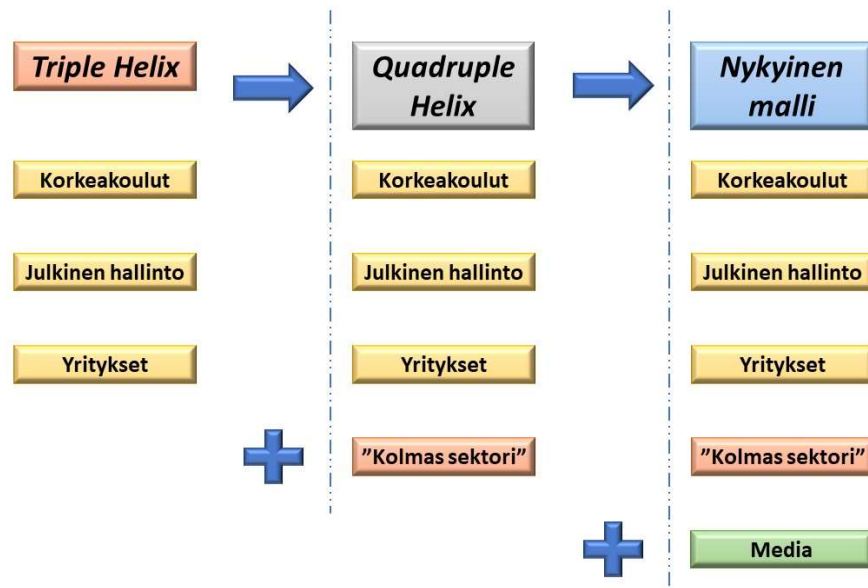 Triple Helix
Korkeakoulut
Julkinen hallinto
Yritykset
Quadruple
Helix
Korkeakoulut
Julkinen hallinto
Yritykset
”Kolmas sektori”
Nykyinen
malli
Korkeakoulut
Julkinen hallinto
Yritykset
”Kolmas sektori”
Media